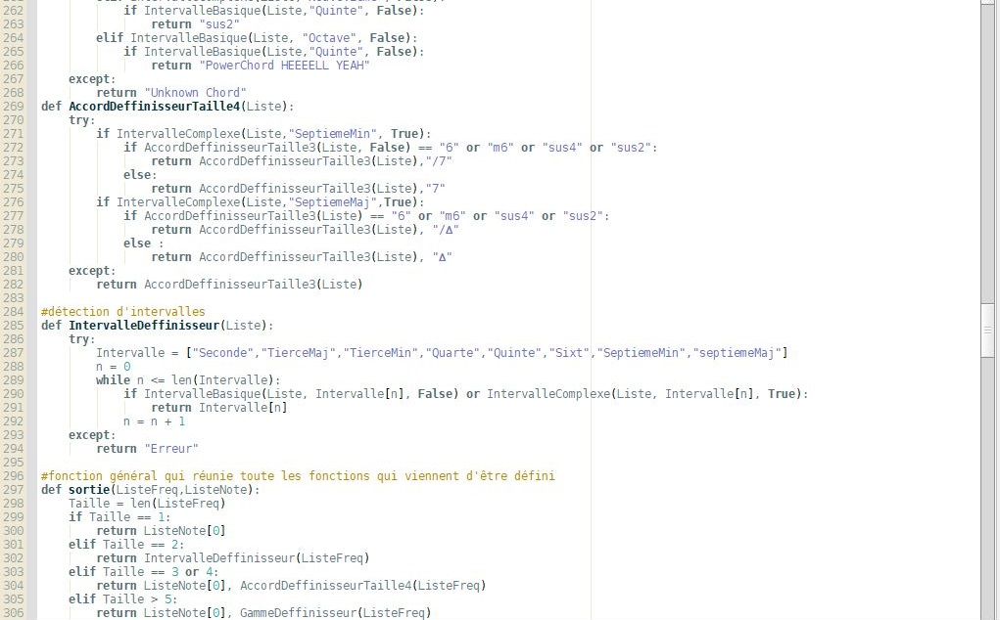 262 if IntervalleBasique(Liste,"Quinte", False):
263 return "sus2"
264 elif IntervalleBasique(Liste, "Octave", False):
265 if IntervalleBasique(Liste,"Quinte", False):
266 return "PowerChord HEEEELL YEAH"
267 except:
268 return "Unknown Chord"
269 def AccordDeffinisseurTaille4(Liste):
270 try:
271 if IntervalleComplexe(Liste,"SeptiemeMin", True):
272 if AccordDeffinisseurTaille3(Liste, False) == "6" or "m6" or "sus4" or "sus2":
273 return AccordDeffinisseurTaille3(Liste),"/7"
274 else:
275 return AccordDeffinisseurTaille3(Liste),"7"
276 if IntervalleComplexe(Liste,"SeptiemeMaj",True):
277 if AccordDeffinisseurTaille3(Liste) == "6" or "m6" or "sus4" or "sus2":
278 return AccordDeffinisseurTaille3(Liste), "/Δ"
279 else :
280 return AccordDeffinisseurTaille3(Liste), "Δ"
281 except:
282 return AccordDeffinisseurTaille3(Liste)
283
284 #détection d'intervalles
285 def IntervalleDeffinisseur(Liste):
286 try:
287 Intervalle = ["Seconde","TierceMaj","TierceMin","Quarte","Quinte","Sixt","SeptiemeMin","septiemeMaj"]
288 n = 0
289 while n <= len(Intervalle):
290 if IntervalleBasique(Liste, Intervalle[n], False) or IntervalleComplexe(Liste, Intervalle[n], True):
291 return Intervalle[n]
292 n = n + 1
293 except:
294 return "Erreur"
295
296 #fonction général qui réunie toute les fonctions qui viennent d'être défini
297 def sortie(ListeFreq,ListeNote):
298 Taille = len(ListeFreq)
299 if Taille == 1:
300 return ListeNote[0]
301 elif Taille == 2:
302 return IntervalleDeffinisseur(ListeFreq)
303 elif Taille == 3 or 4:
304 return ListeNote[0], AccordDeffinisseurTaille4(ListeFreq)
305 elif Taille > 5:
306 return ListeNote[0], GammeDeffinisseur(ListeFreq)